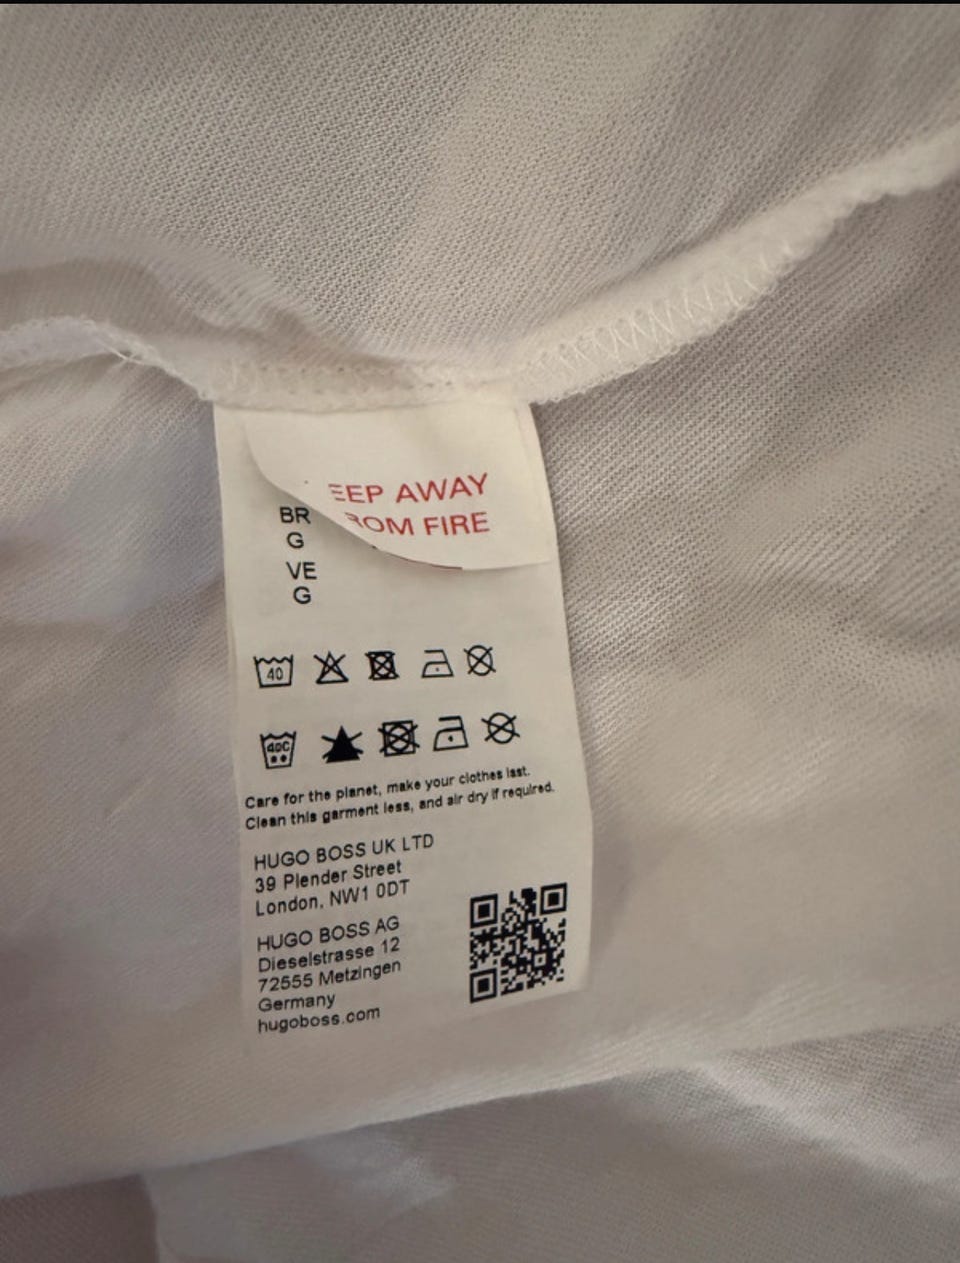 EEP AWAY
ROM FIRE
BR
G
VE
G
40
40C
Care for the planet, make your clothes last.
Clean this garment less, and air dry if required.
HUGO BOSS UK LTD
39 Plender Street
London, NW1 0DT
HUGO BOSS AG
Dieselstrasse 12
72555 Metzingen
Germany
hugoboss.com